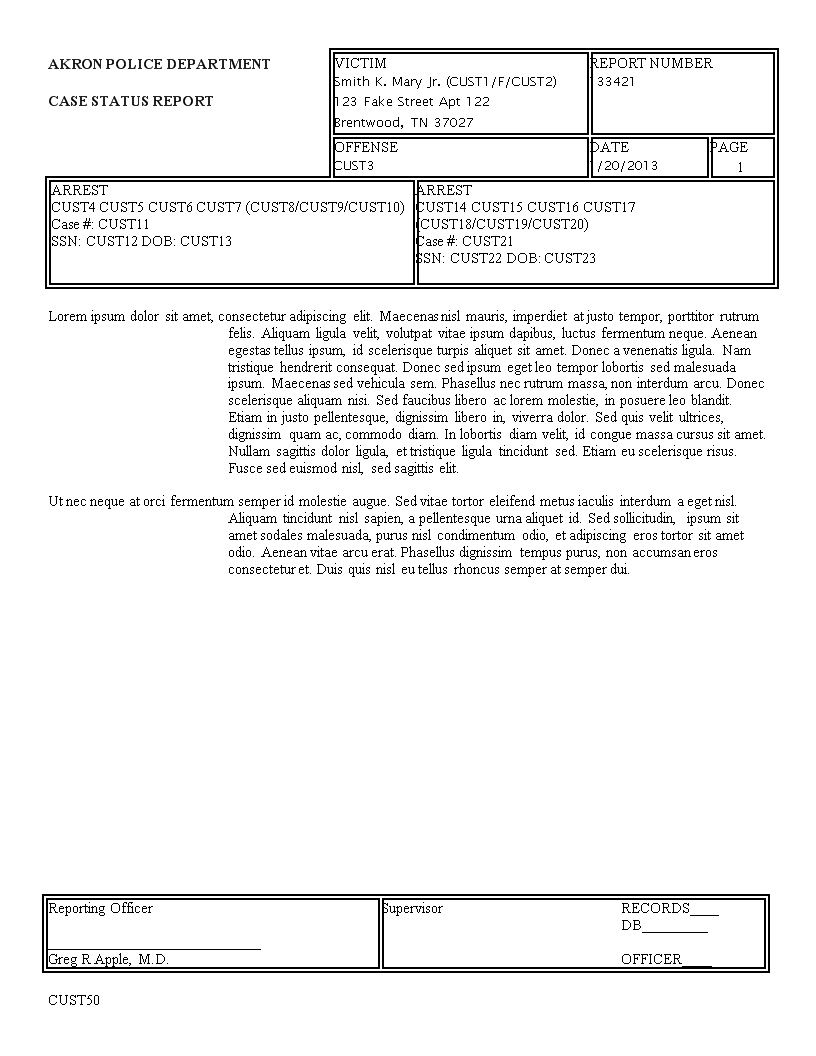 AKRON POLICE DEPARTMENT
CASE STATUS REPORT
VICTIM
Smith K. Mary Jr. (CUST1/F/CUST2)
123 Fake Street Apt 122
Brentwood, TN 37027
REPORT NUMBER
33421
OFFENSE
CUST3
DATE
/20/2013
PAGE
1
ARREST
CUST4 CUST5 CUST6 CUST7 (CUST8/CUST9/CUST10)
Case #: CUST11
SSN: CUST12 DOB: CUST13
ARREST
CUST14 CUST15 CUST16 CUST17
(CUST18/CUST19/CUST20)
Case #: CUST21
SSN: CUST22 DOB: CUST23
Lorem ipsum dolor sit amet, consectetur adipiscing elit. Maecenas nisl mauris, imperdiet at justo tempor, porttitor rutrum
felis. Aliquam ligula velit, volutpat vitae ipsum dapibus, luctus fermentum neque. Aenean
egestas tellus ipsum, id scelerisque turpis aliquet sit amet. Donec a venenatis ligula. Nam
tristique hendrerit consequat. Donec sed ipsum eget leo tempor lobortis sed malesuada
ipsum. Maecenas sed vehicula sem. Phasellus nec rutrum massa, non interdum arcu. Donec
scelerisque aliquam nisi. Sed faucibus libero ac lorem molestie, in posuere leo blandit.
Etiam in justo pellentesque, dignissim libero in, viverra dolor. Sed quis velit ultrices,
dignissim quam ac, commodo diam. In lobortis diam velit, id congue massa cursus sit amet.
Nullam sagittis dolor ligula, et tristique ligula tincidunt sed. Etiam eu scelerisque risus.
Fusce sed euismod nisl, sed sagittis elit.
Ut nec neque at orci fermentum semper id molestie augue. Sed vitae tortor eleifend metus iaculis interdum a eget nisl.
Aliquam tincidunt nisl sapien, a pellentesque urna aliquet id. Sed sollicitudin, ipsum sit
amet sodales malesuada, purus nisl condimentum odio, et adipiscing eros tortor sit amet
odio. Aenean vitae arcu erat. Phasellus dignissim tempus purus, non accumsan eros
consectetur et. Duis quis nisl eu tellus rhoncus semper at semper dui.
Reporting Officer
Greg R Apple, M.D.
Supervisor
RECORDS____
DB_________
OFFICER____
CUST50